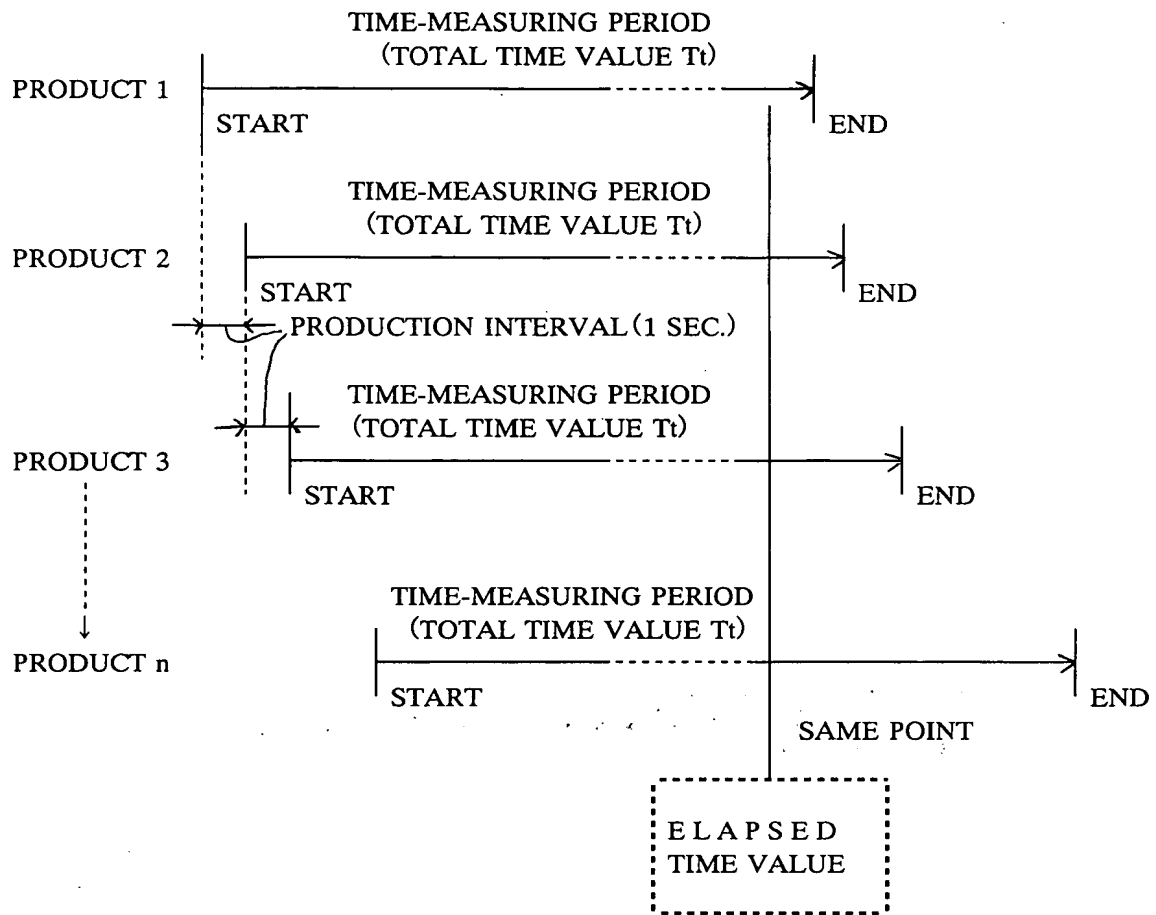 TIME-MEASURING PERIOD
(TOTAL TIME VALUE Tt)
PRODUCT 1
START
END
TIME-MEASURING PERIOD
(TOTAL TIME VALUE Tt)
PRODUCT 2
START
END
PRODUCTION INTERVAL (1 SEC.)
TIME-MEASURING PERIOD
(TOTAL TIME VALUE Tt)
PRODUCT 3
START
END
TIME-MEASURING PERIOD
(TOTAL TIME VALUE Tt)
PRODUCT n
START
END
SAME POINT
ELAPSED
TIME VALUE